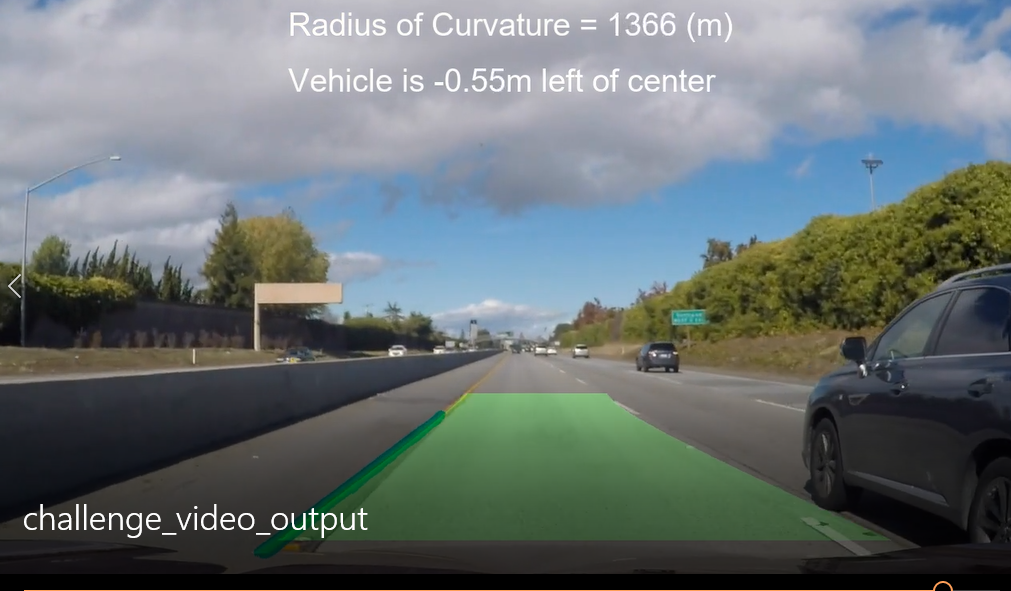 Radius of Curvature = 1366 (m)
Vehicle is -0.55m left of center
challenge_video_output